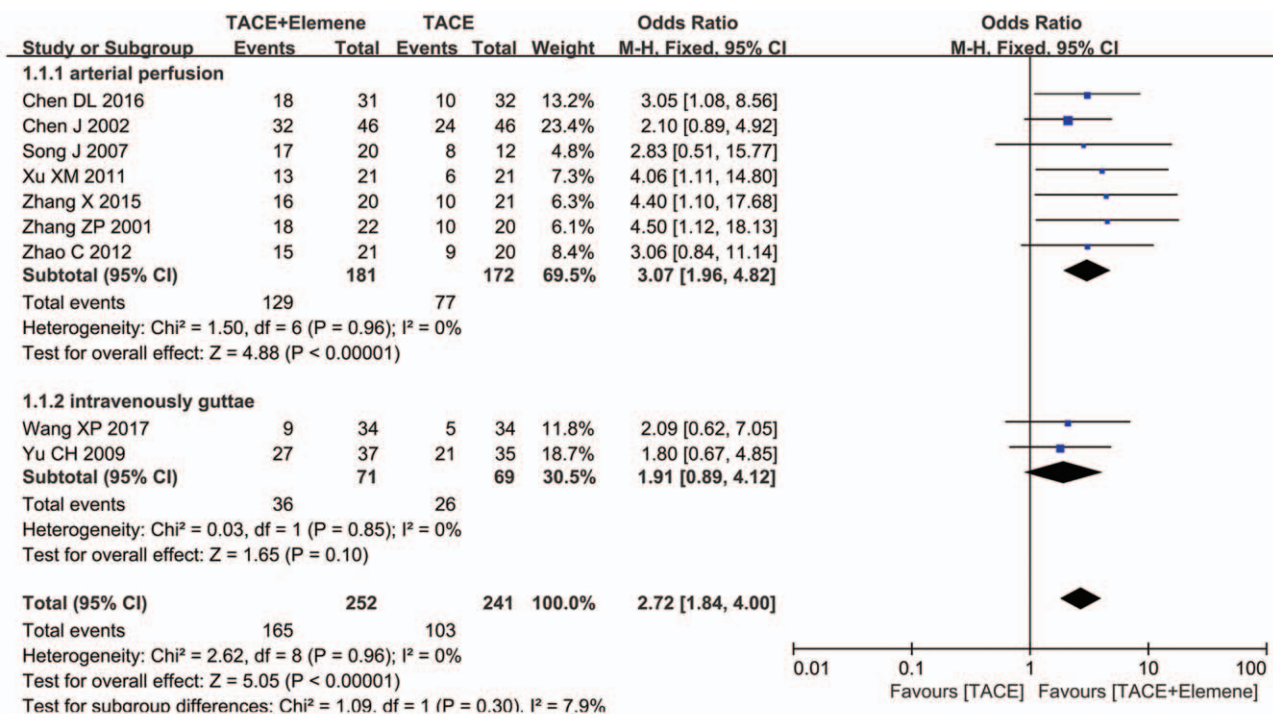 TACE+Elemene TACE Odds Ratio Odds Ratio
Study or Subgroup Events Total Events Total Weight M-H, Fixed, 95% CI M-H, Fixed, 95% CI
1.1.1 arterial perfusion
Chen DL 2016 18 31 10 32 13.2% 3.05 [1.08, 8.56]
Chen J 2002 32 46 24 46 23.4% 2.10 [0.89, 4.92]
Song J 2007 17 20 8 12 4.8% 2.83 [0.51, 15.77]
Xu XM 2011 13 21 6 21 7.3% 4.06 [1.11, 14.80]
Zhang X 2015 16 20 10 21 6.3% 4.40 [1.10, 17.68]
Zhang ZP 2001 18 22 10 20 6.1% 4.50 [1.12, 18.13]
Zhao C 2012 15 21 9 20 8.4% 3.06 [0.84, 11.14]
Subtotal (95% CI) 181 172 69.5% 3.07 [1.96, 4.82]
Total events 129 77
Heterogeneity: Chi² = 1.50, df = 6 (P = 0.96); I² = 0%
Test for overall effect: Z = 4.88 (P < 0.00001)
1.1.2 intravenously guttae
Wang XP 2017 9 34 5 34 11.8% 2.09 [0.62, 7.05]
Yu CH 2009 27 37 21 35 18.7% 1.80 [0.67, 4.85]
Subtotal (95% CI) 71 69 30.5% 1.91 [0.89, 4.12]
Total events 36 26
Heterogeneity: Chi² = 0.03, df = 1 (P = 0.85); I² = 0%
Test for overall effect: Z = 1.65 (P = 0.10)
Total (95% CI) 252 241 100.0% 2.72 [1.84, 4.00]
Total events 165 103
Heterogeneity: Chi² = 2.62, df = 8 (P = 0.96); I² = 0%
Test for overall effect: Z = 5.05 (P < 0.00001)
Test for subgroup differences: Chi² = 1.09, df = 1 (P = 0.30), I² = 7.9%
0.01 0.1 1 10 100
Favours [TACE] Favours [TACE+Elemene]